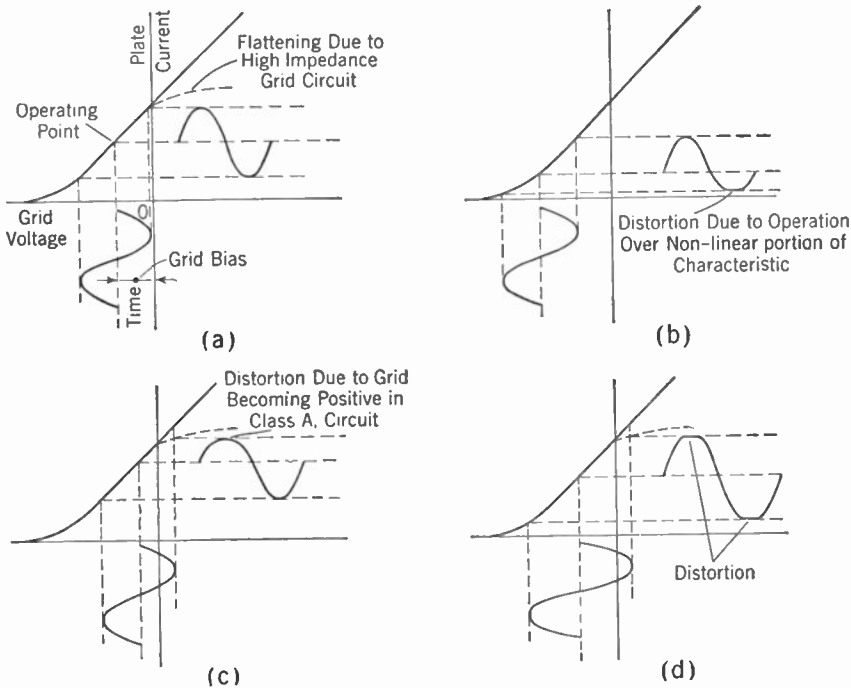 Plate
Current
Flattening Due to
High Impedance
Grid Circuit
Operating
Point
Grid
Voltage
0
Grid Bias
Time
(a)
Distortion Due to Operation
Over Non-linear portion of
Characteristic
(b)
Distortion Due to Grid
Becoming Positive in
Class A, Circuit
(c)
Distortion
(d)